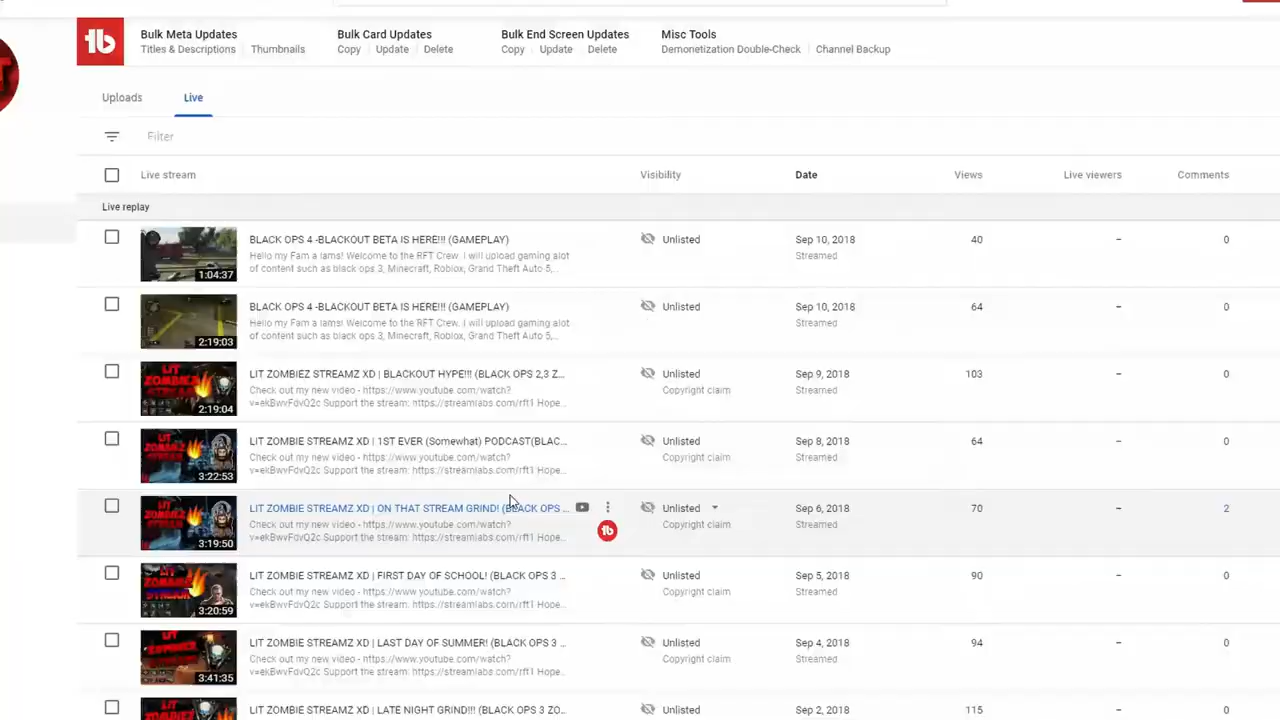 Bulk Meta Updates
Titles & Descriptions Thumbnails
Bulk Card Updates
Copy Update Delete
Bulk End Screen Updates
Copy Update Delete
Misc Tools
Demonetization Double-Check Channel Backup
Uploads Live
Filter
Live stream Visibility Date Views Live viewers Comments
Live replay
BLACK OPS 4 -BLACKOUT BETA IS HERE!!! (GAMEPLAY) Unlisted Sep 10, 2018 40 – 0
Hello my Fam a lams! Welcome to the RFT Crew. I will upload gaming alot Streamed
of content such as black ops 3, Minecraft, Roblox, Grand Theft Auto 5,...
1:04:37
BLACK OPS 4 -BLACKOUT BETA IS HERE!!! (GAMEPLAY) Unlisted Sep 10, 2018 64 – 0
Hello my Fam a lams! Welcome to the RFT Crew. I will upload gaming alot Streamed
of content such as black ops 3, Minecraft, Roblox, Grand Theft Auto 5,...
2:19:03
LIT ZOMBIEZ STREAMZ XD | BLACKOUT HYPE!!! (BLACK OPS 2,3 Z... Unlisted Sep 9, 2018 103 – 0
Check out my new video - https://www.youtube.com/watch? Copyright claim Streamed
v=ekBwvFdvQ2c Support the stream: https://streamlabs.com/rft1 Hope...
2:19:04
LIT ZOMBIE STREAMZ XD | 1ST EVER (Somewhat) PODCAST(BLAC... Unlisted Sep 8, 2018 64 – 0
Check out my new video - https://www.youtube.com/watch? Copyright claim Streamed
v=ekBwvFdvQ2c Support the stream: https://streamlabs.com/rft1 Hope...
3:22:53
LIT ZOMBIE STREAMZ XD | ON THAT STREAM GRIND! (BLACK OPS ... Unlisted Sep 6, 2018 70 – 2
Check out my new video - https://www.youtube.com/watch? Copyright claim Streamed
v=ekBwvFdvQ2c Support the stream: https://streamlabs.com/rft1 Hope...
3:19:50
LIT ZOMBIE STREAMZ XD | FIRST DAY OF SCHOOL! (BLACK OPS 3 ... Unlisted Sep 5, 2018 90 – 0
Check out my new video - https://www.youtube.com/watch? Copyright claim Streamed
v=ekBwvFdvQ2c Support the stream: https://streamlabs.com/rft1 Hope...
3:20:59
LIT ZOMBIE STREAMZ XD | LAST DAY OF SUMMER! (BLACK OPS 3 ... Unlisted Sep 4, 2018 94 – 0
Check out my new video - https://www.youtube.com/watch? Copyright claim Streamed
v=ekBwvFdvQ2c Support the stream: https://streamlabs.com/rft1 Hope...
3:41:35
LIT ZOMBIE STREAMZ XD | LATE NIGHT GRIND!!! (BLACK OPS 3 ZO... Unlisted Sep 2, 2018 115 – 0